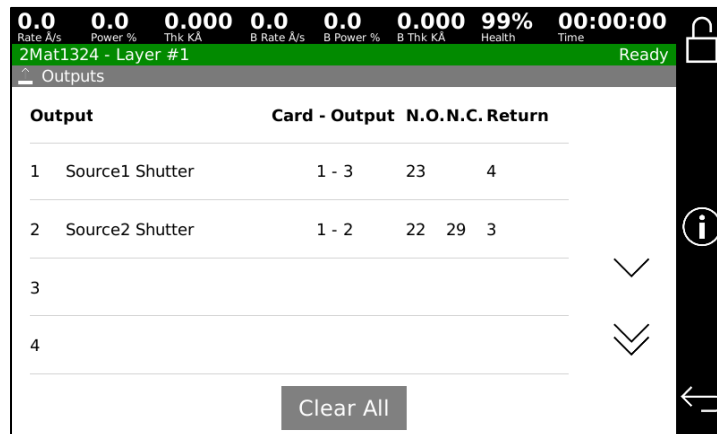 0.0 0.0 0.000 0.0 0.0 0.000 99% 00:00:00
Rate Å/s Power % Thk KÅ B Rate Å/s B Power % B Thk KÅ Health Time
2Mat1324 - Layer #1 Ready
Outputs
Output Card - Output N.O. N.C. Return
1 Source1 Shutter 1 - 3 23 4
2 Source2 Shutter 1 - 2 22 29 3
3
4
Clear All